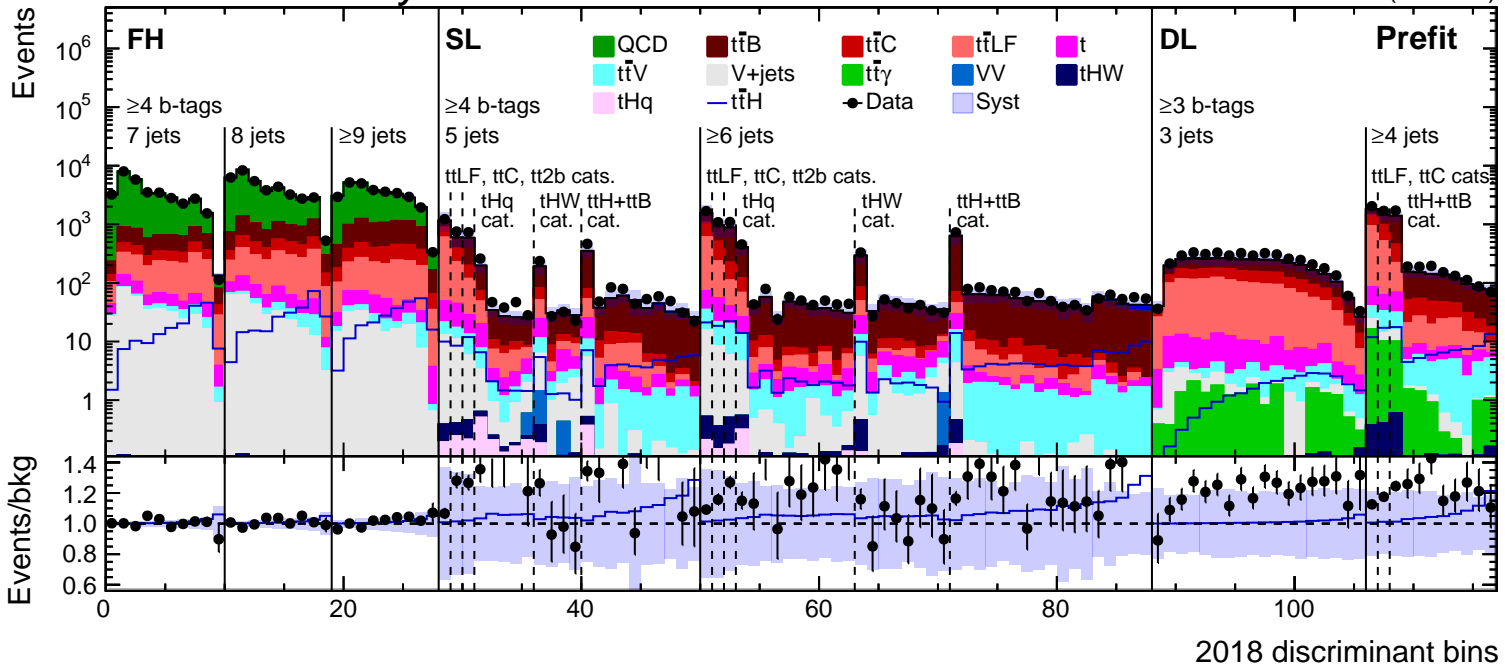 Events
10⁶
10⁵
10⁴
10³
10²
10
1
FH
SL
DL
Prefit
QCD
tt̄B
tt̄C
tt̄LF
t
tt̄V
V+jets
tt̄γ
VV
tHW
tHq
tt̄H
Data
Syst
≥4 b-tags
7 jets
8 jets
≥9 jets
≥4 b-tags
5 jets
≥6 jets
≥3 b-tags
3 jets
≥4 jets
ttLF, ttC, tt2b cats.
tHq
cat.
tHW
cat.
ttH+ttB
cat.
ttLF, ttC, tt2b cats.
tHq
cat.
tHW
cat.
ttH+ttB
cat.
ttLF, ttC cats.
ttH+ttB
cat.
Events/bkg
1.4
1.2
1.0
0.8
0.6
0
20
40
60
80
100
2018 discriminant bins